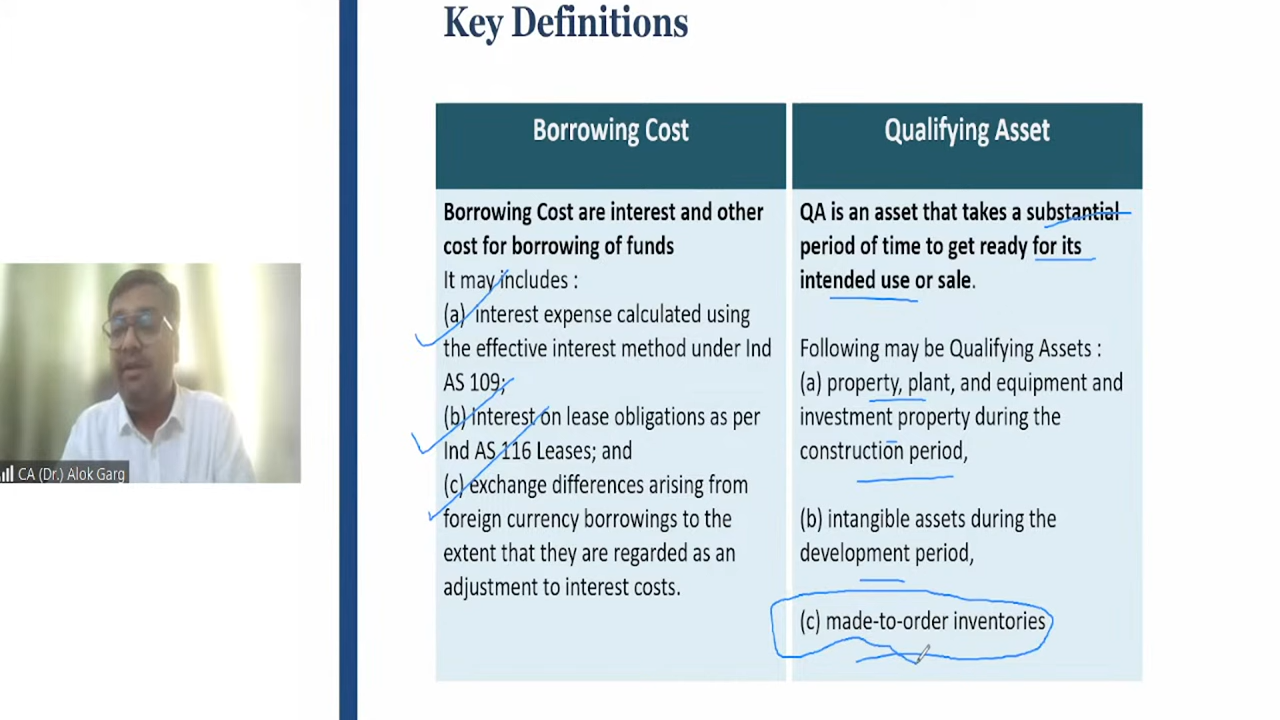 Key Definitions
Borrowing Cost
Borrowing Cost are interest and other
cost for borrowing of funds
It may includes :
(a) interest expense calculated using
the effective interest method under Ind
AS 109;
(b) Interest on lease obligations as per
Ind AS 116 Leases; and
(c) exchange differences arising from
foreign currency borrowings to the
extent that they are regarded as an
adjustment to interest costs.
Qualifying Asset
QA is an asset that takes a substantial
period of time to get ready for its
intended use or sale.
Following may be Qualifying Assets :
(a) property, plant, and equipment and
investment property during the
construction period,
(b) intangible assets during the
development period,
(c) made-to-order inventories
CA (Dr.) Alok Garg